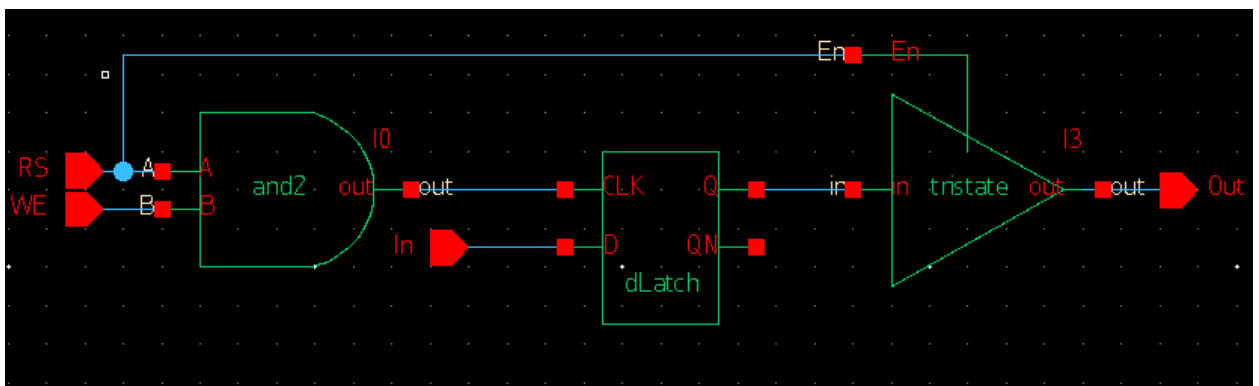 En En
RS A A I0 I3
WE B B and2 out out CLK Q in in tristate out out Out
In D QN
dLatch